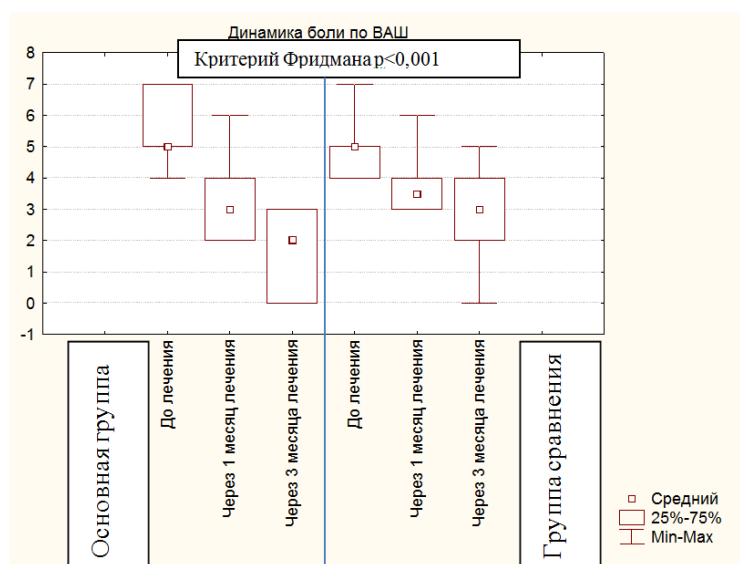 Динамика боли по ВАШ
Критерий Фридмана p<0,001
8
7
6
5
4
3
2
1
0
-1
Основная группа
До лечения
Через 1 месяц лечения
Через 3 месяца лечения
До лечения
Через 1 месяц лечения
Через 3 месяца лечения
Группа сравнения
Средний
25%-75%
Min-Max